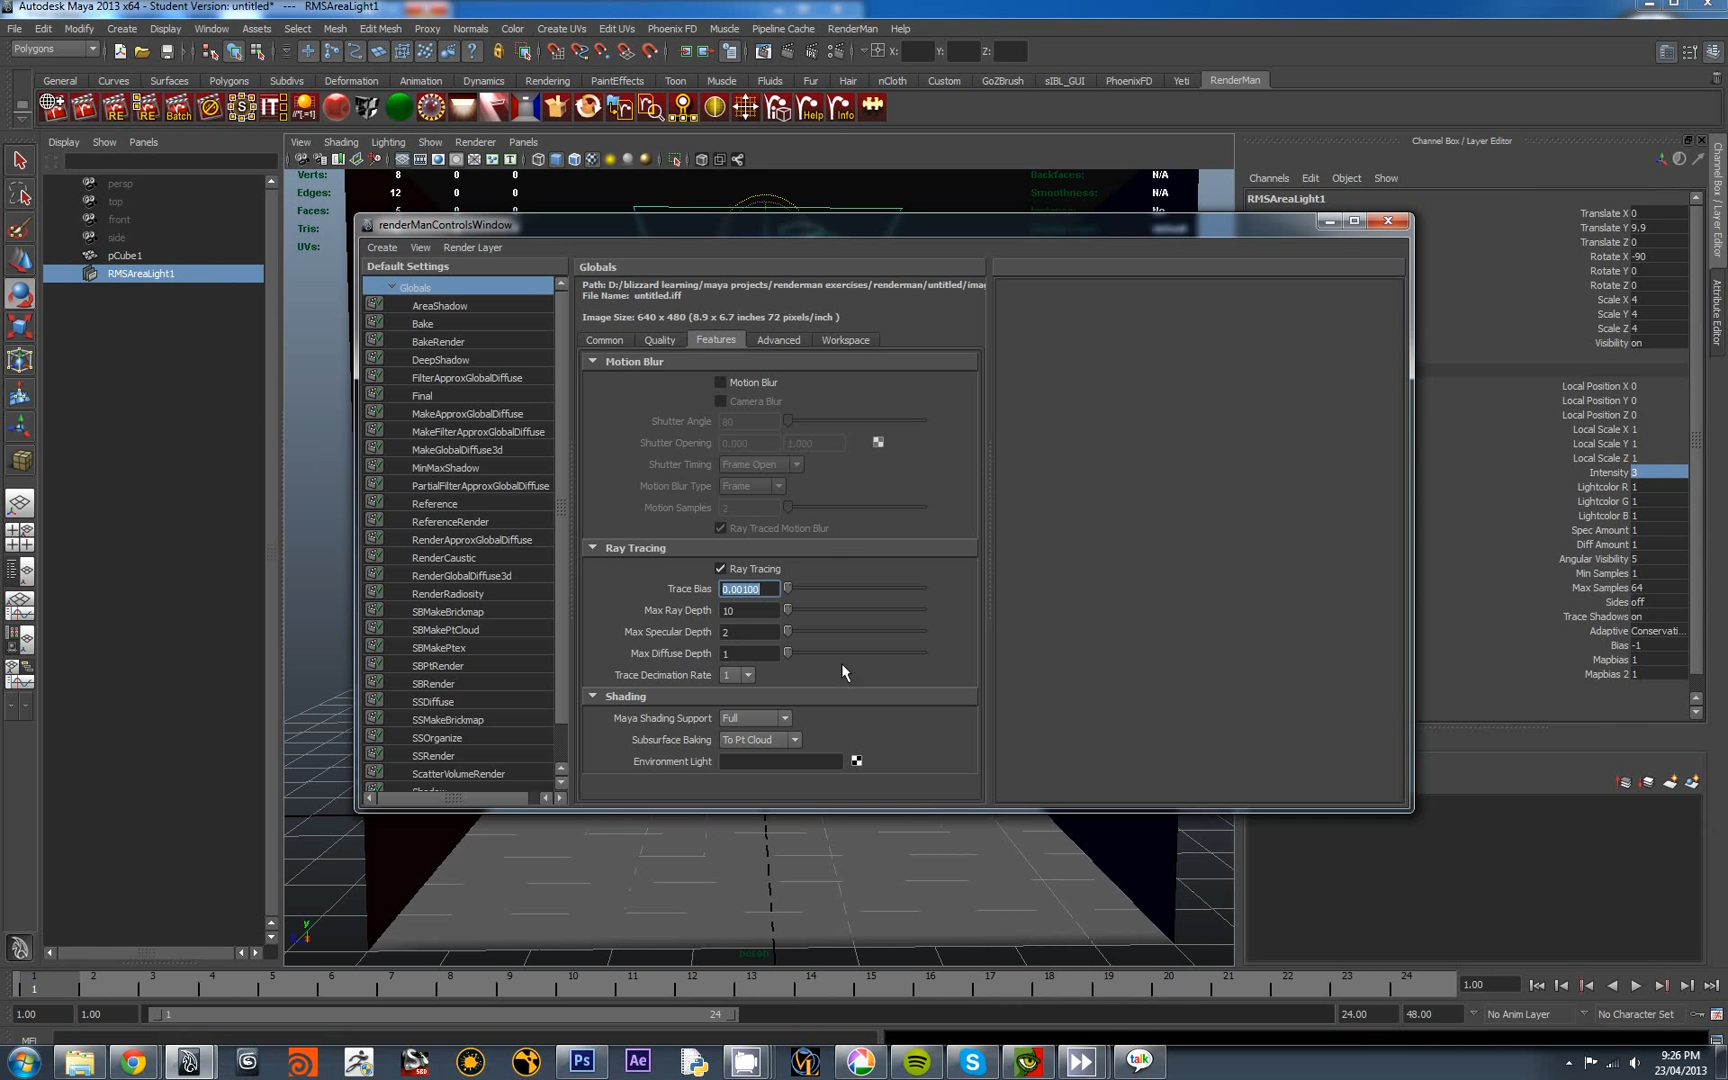 Autodesk Maya 2013 x64 - Student Version: untitled* --- RMSAreaLight1
File Edit Modify Create Display Window Assets Select Mesh Edit Mesh Proxy Normals Color Create UVs Edit UVs Phoenix FD Muscle Pipeline Cache RenderMan Help
Polygons X: Y: Z:
General Curves Surfaces Polygons Subdivs Deformation Animation Dynamics Rendering PaintEffects Toon Muscle Fluids Fur Hair nCloth Custom GoZBrush sIBL_GUI PhoenixFD Yeti RenderMan
RE RE Batch S IT Help Info
Display Show Panels
View Shading Lighting Show Renderer Panels
Channel Box / Layer Editor
persp
top
front
side
pCube1
RMSAreaLight1
Verts: 8 0 0
Edges: 12 0 0
Faces:
Tris:
UVs:
Backfaces: N/A
Smoothness: N/A
renderManControlsWindow
Create View Render Layer
Default Settings
Globals
AreaShadow
Bake
BakeRender
DeepShadow
FilterApproxGlobalDiffuse
Final
MakeApproxGlobalDiffuse
MakeFilterApproxGlobalDiffuse
MakeGlobalDiffuse3d
MinMaxShadow
PartialFilterApproxGlobalDiffuse
Reference
ReferenceRender
RenderApproxGlobalDiffuse
RenderCaustic
RenderGlobalDiffuse3d
RenderRadiosity
SBMakeBrickmap
SBMakePtCloud
SBMakePtex
SBPtRender
SBRender
SSDiffuse
SSMakeBrickmap
SSOrganize
SSRender
ScatterVolumeRender
Globals
Path: D:/blizzard learning/maya projects/renderman exercises/renderman/untitled/imag
File Name: untitled.iff
Image Size: 640 x 480 (8.9 x 6.7 inches 72 pixels/inch )
Common Quality Features Advanced Workspace
Motion Blur
Motion Blur
Camera Blur
Shutter Angle 80
Shutter Opening 0.000 1.000
Shutter Timing Frame Open
Motion Blur Type Frame
Motion Samples 2
Ray Traced Motion Blur
Ray Tracing
Ray Tracing
Trace Bias 0.00100
Max Ray Depth 10
Max Specular Depth 2
Max Diffuse Depth 1
Trace Decimation Rate 1
Shading
Maya Shading Support Full
Subsurface Baking To Pt Cloud
Environment Light
Channels Edit Object Show
RMSAreaLight1
Translate X 0
Translate Y 9.9
Translate Z 0
Rotate X -90
Rotate Y 0
Rotate Z 0
Scale X 4
Scale Y 4
Scale Z 4
Visibility on
Local Position X 0
Local Position Y 0
Local Position Z 0
Local Scale X 1
Local Scale Y 1
Local Scale Z 1
Intensity 3
Lightcolor R 1
Lightcolor G 1
Lightcolor B 1
Spec Amount 1
Diff Amount 1
Angular Visibility 5
Min Samples 1
Max Samples 64
Sides off
Trace Shadows on
Adaptive Conservati...
Bias -1
Mapbias 1
Mapbias 2 1
Channel Box / Layer Editor
Attribute Editor
y
1 2 3 4 5 6 7 8 9 10 11 12 13 14 15 16 17 18 19 20 21 22 23 24
1
1.00
1.00 1.00 1 24 24.00 48.00 No Anim Layer No Character Set
MEL
Ps Ae talk
9:26 PM
23/04/2013